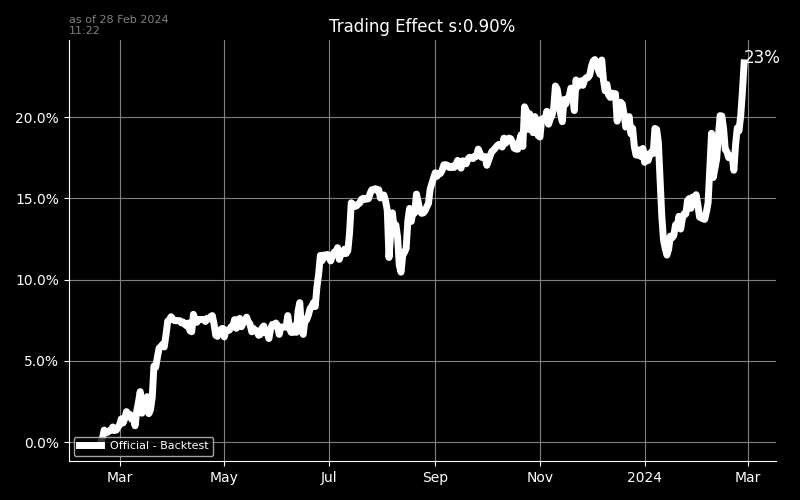 as of 28 Feb 2024
11:22
Trading Effect s:0.90%
23%
20.0%
15.0%
10.0%
5.0%
0.0%
Official - Backtest
Mar
May
Jul
Sep
Nov
2024
Mar